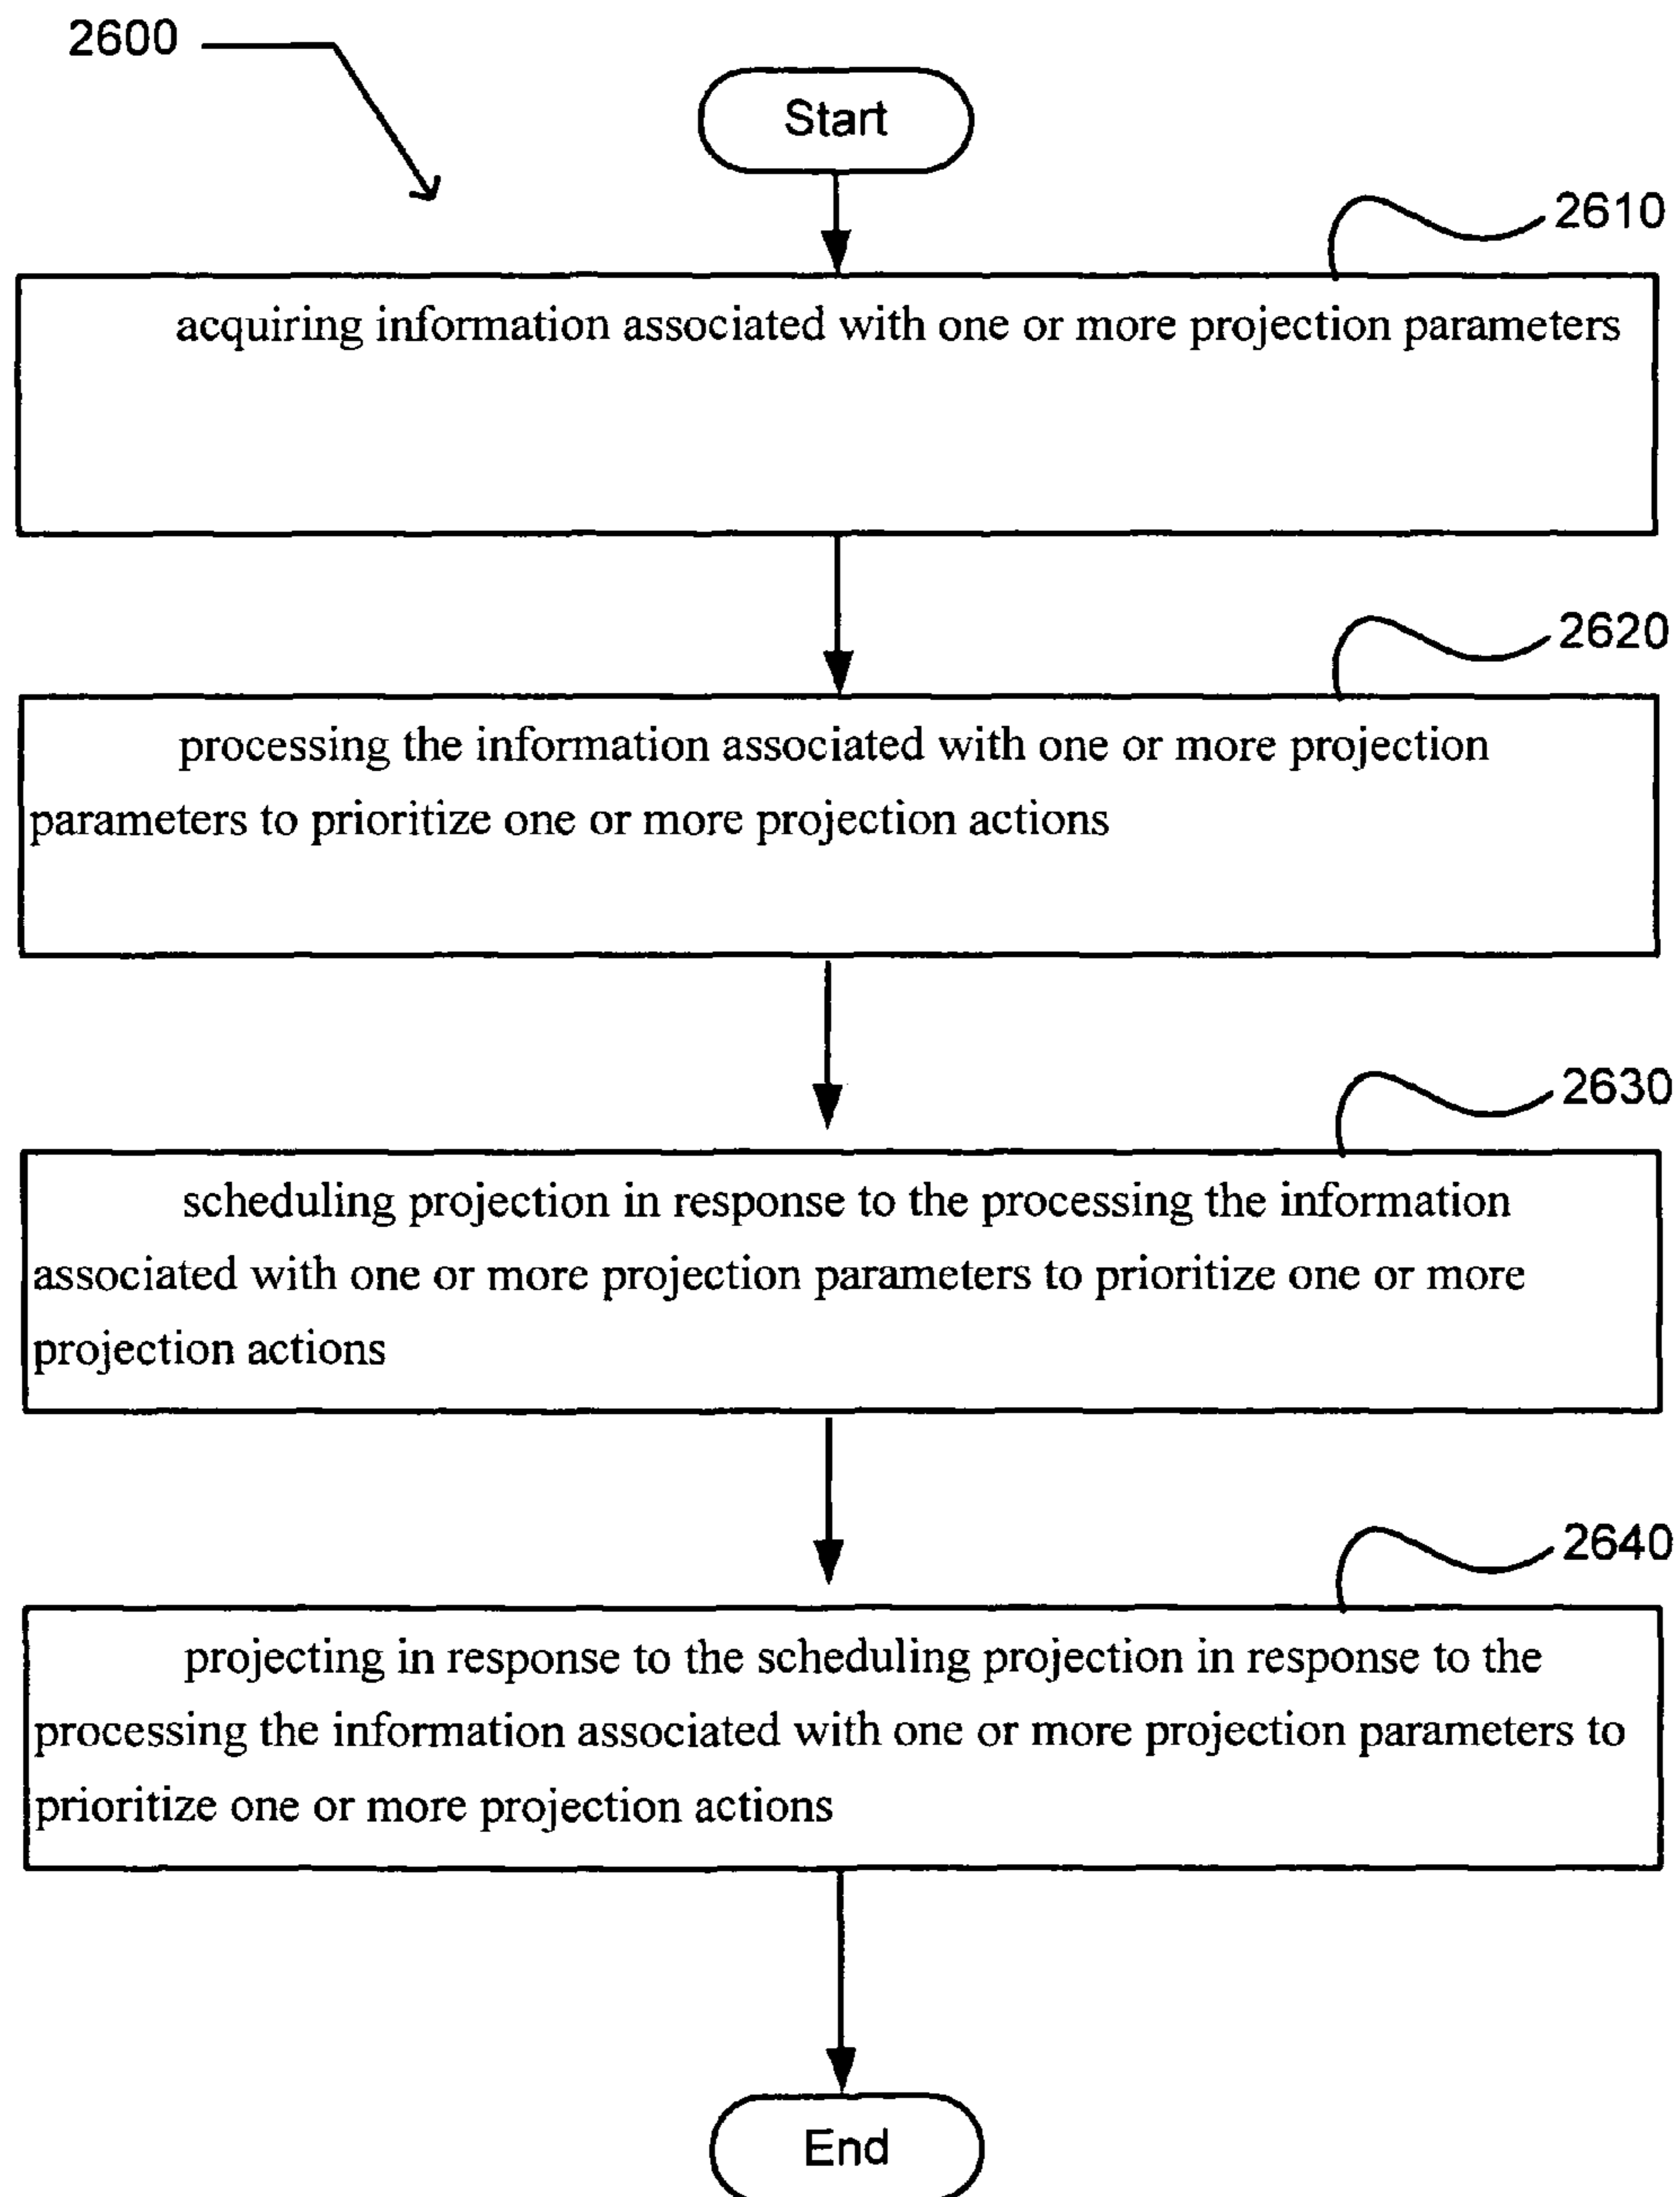 2600
Start
2610
acquiring information associated with one or more projection parameters
2620
processing the information associated with one or more projection
parameters to prioritize one or more projection actions
2630
scheduling projection in response to the processing the information
associated with one or more projection parameters to prioritize one or more
projection actions
2640
projecting in response to the scheduling projection in response to the
processing the information associated with one or more projection parameters to
prioritize one or more projection actions
End